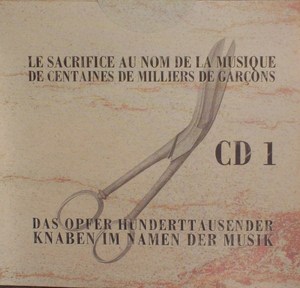 LE SACRIFICE AU NOM DE LA MUSIQUE
DE CENTAINES DE MILLIERS DE GARÇONS
CD 1
DAS OPFER HUNDERTTAUSENDER
KNABEN IM NAMEN DER MUSIK